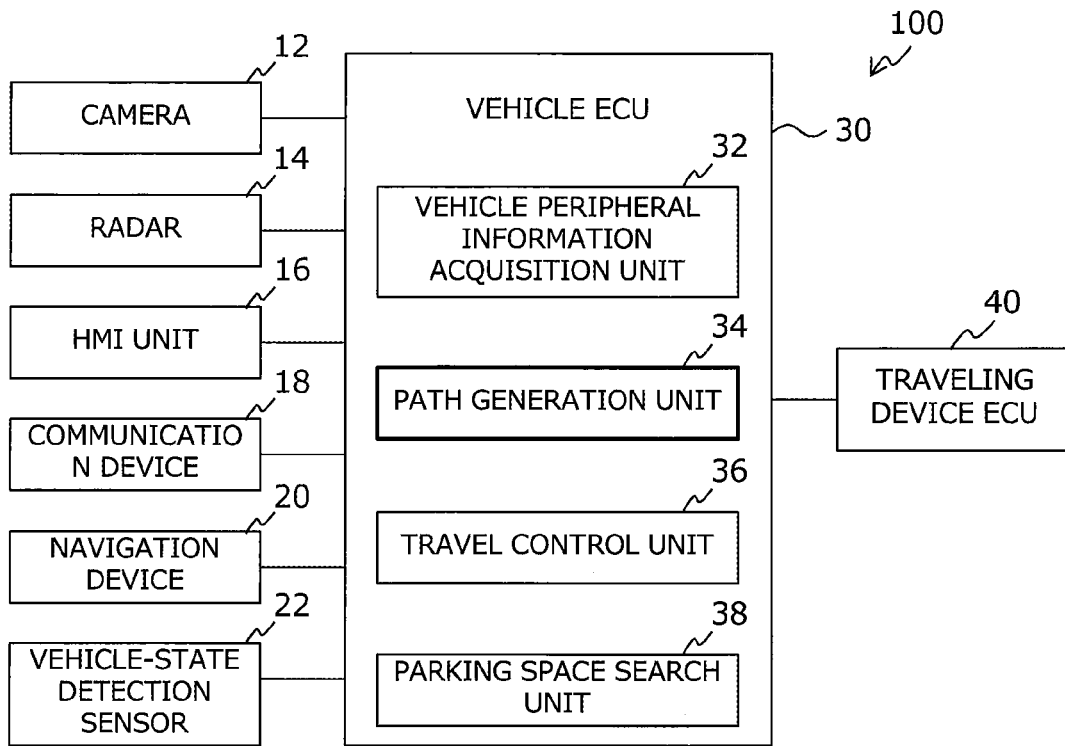 100
12
CAMERA
14
RADAR
16
HMI UNIT
18
COMMUNICATIO
N DEVICE
20
NAVIGATION
DEVICE
22
VEHICLE-STATE
DETECTION
SENSOR
VEHICLE ECU
30
32
VEHICLE PERIPHERAL
INFORMATION
ACQUISITION UNIT
34
PATH GENERATION UNIT
36
TRAVEL CONTROL UNIT
38
PARKING SPACE SEARCH
UNIT
40
TRAVELING
DEVICE ECU